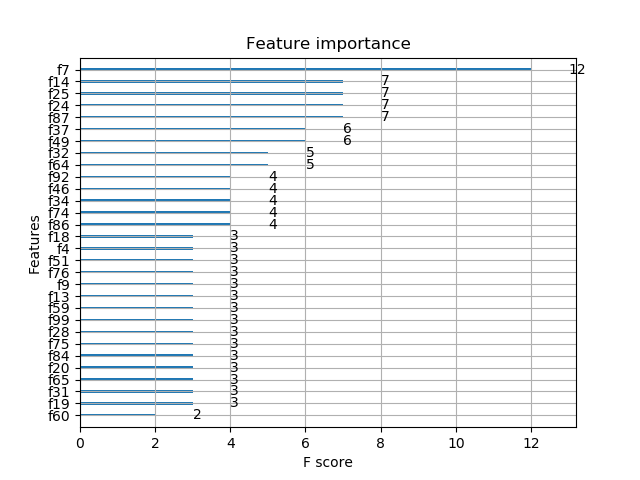 Feature importance
Features
f7 12
f14 7
f25 7
f24 7
f87 7
f37 6
f49 6
f32 5
f64 5
f92 4
f46 4
f34 4
f74 4
f86 4
f18 3
f4 3
f51 3
f76 3
f9 3
f13 3
f59 3
f99 3
f28 3
f75 3
f84 3
f20 3
f65 3
f31 3
f19 3
f60 2
0 2 4 6 8 10 12
F score